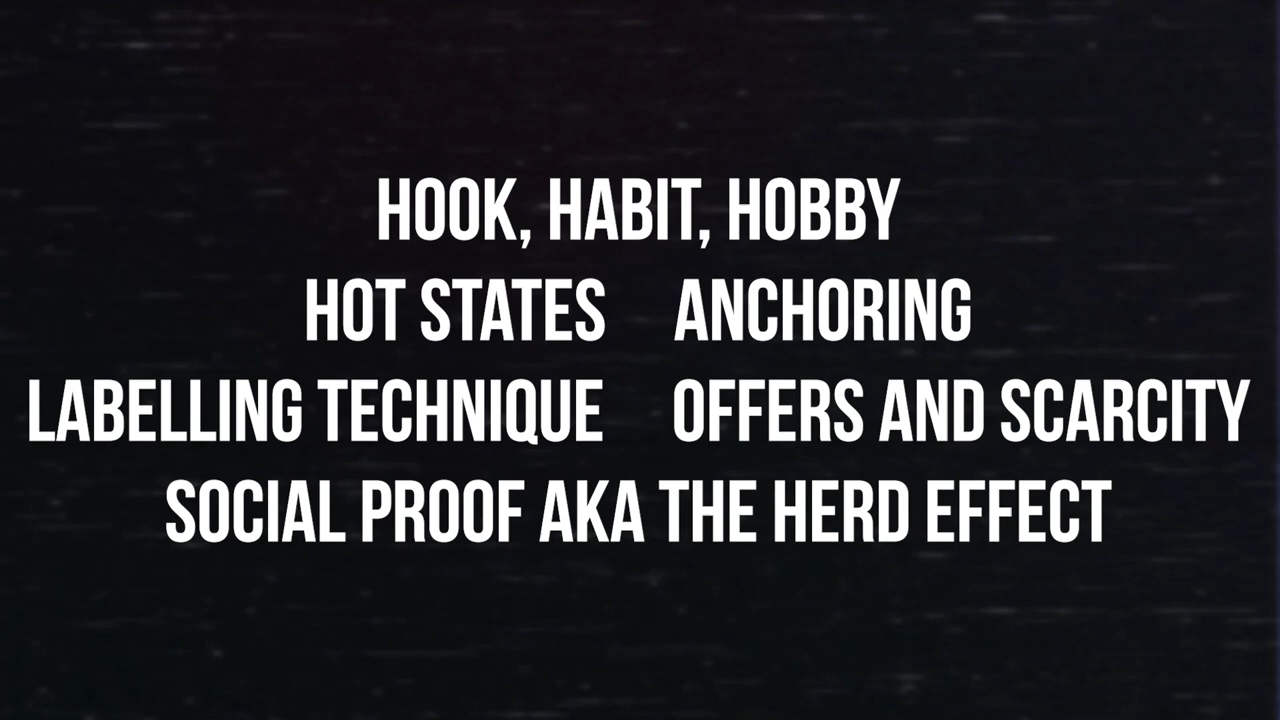 HOOK, HABIT, HOBBY
HOT STATES ANCHORING
LABELLING TECHNIQUE OFFERS AND SCARCITY
SOCIAL PROOF AKA THE HERD EFFECT